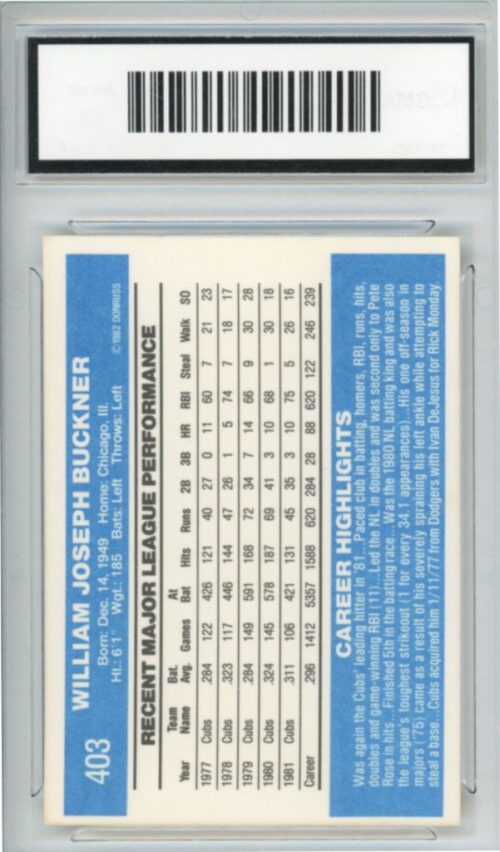 403 WILLIAM JOSEPH BUCKNER
Born: Dec. 14, 1949 Home: Chicago, Ill.
Ht.: 6'1" Wgt.: 185 Bats: Left Throws: Left ©1982 DONRUSS
RECENT MAJOR LEAGUE PERFORMANCE
Year Team Name Bat. Avg. Games At Bat Hits Runs 2B 3B HR RBI Steal Walk SO
1977 Cubs .284 122 426 121 40 27 0 11 60 7 21 23
1978 Cubs .323 117 446 144 47 26 1 5 74 7 18 17
1979 Cubs .284 149 591 168 72 34 7 14 66 9 30 28
1980 Cubs .324 145 578 187 69 41 3 10 68 1 30 18
1981 Cubs .311 106 421 131 45 35 3 10 75 5 26 16
Career .296 1412 5357 1588 620 284 28 88 620 122 246 239
CAREER HIGHLIGHTS
Was again the Cubs' leading hitter in '81...Paced club in batting, homers, RBI, runs, hits,
doubles and game-winning RBI (11)...Led the NL in doubles and was second only to Pete
Rose in hits...Finished 5th in the batting race...Was the 1980 NL batting king and was also
the league's toughest strikeout (1 for every 34.1 appearances)...His one off-season in
majors ('75) came as a result of his severely spraining his left ankle while attempting to
steal a base...Cubs acquired him 1/11/77 from Dodgers with Ivan DeJesus for Rick Monday.